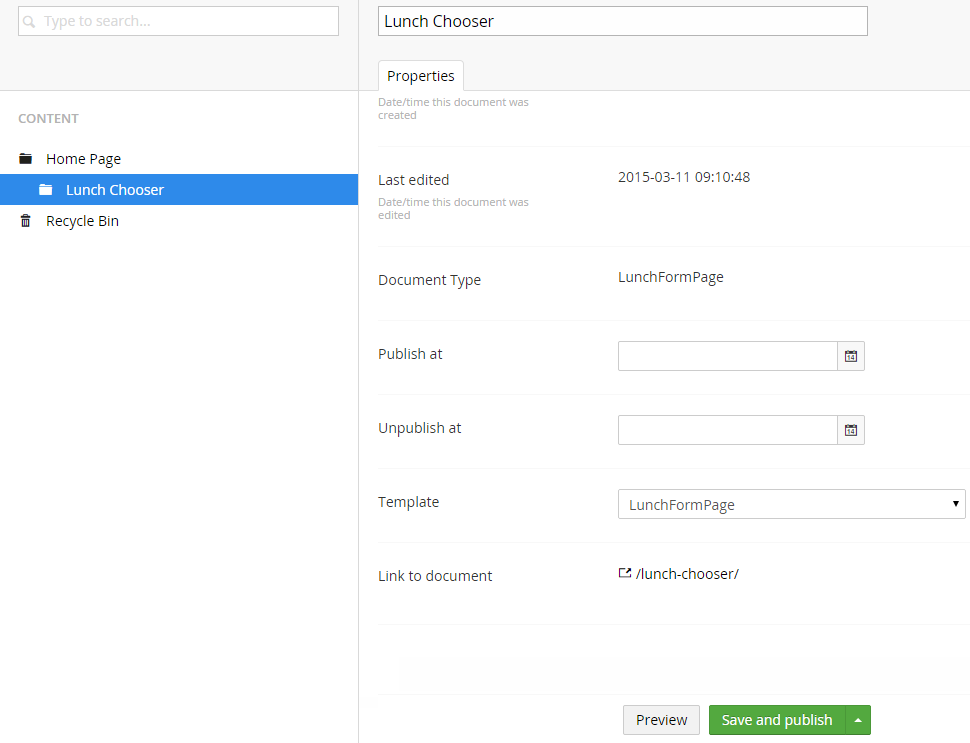 Type to search...
Lunch Chooser
Properties
CONTENT
Home Page
Lunch Chooser
Recycle Bin
Date/time this document was
created
Last edited
2015-03-11 09:10:48
Date/time this document was
edited
Document Type
LunchFormPage
Publish at
14
Unpublish at
14
Template
LunchFormPage
Link to document
/lunch-chooser/
Preview
Save and publish